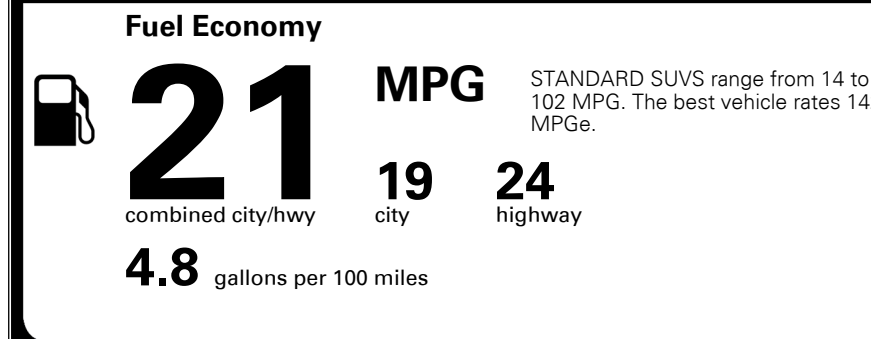 Fuel Economy
21 MPG
STANDARD SUVS range from 14 to
102 MPG. The best vehicle rates
MPGe.
19 24
combined city/hwy city highway
4.8 gallons per 100 miles